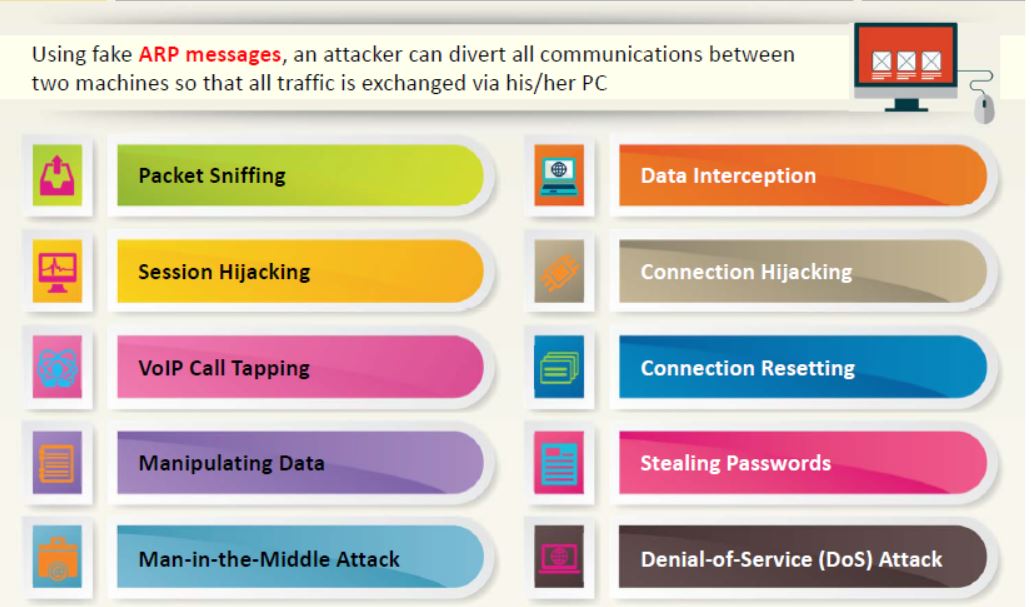 Using fake ARP messages, an attacker can divert all communications between
two machines so that all traffic is exchanged via his/her PC
Packet Sniffing
Data Interception
Session Hijacking
Connection Hijacking
VoIP Call Tapping
Connection Resetting
Manipulating Data
Stealing Passwords
Man-in-the-Middle Attack
Denial-of-Service (DoS) Attack